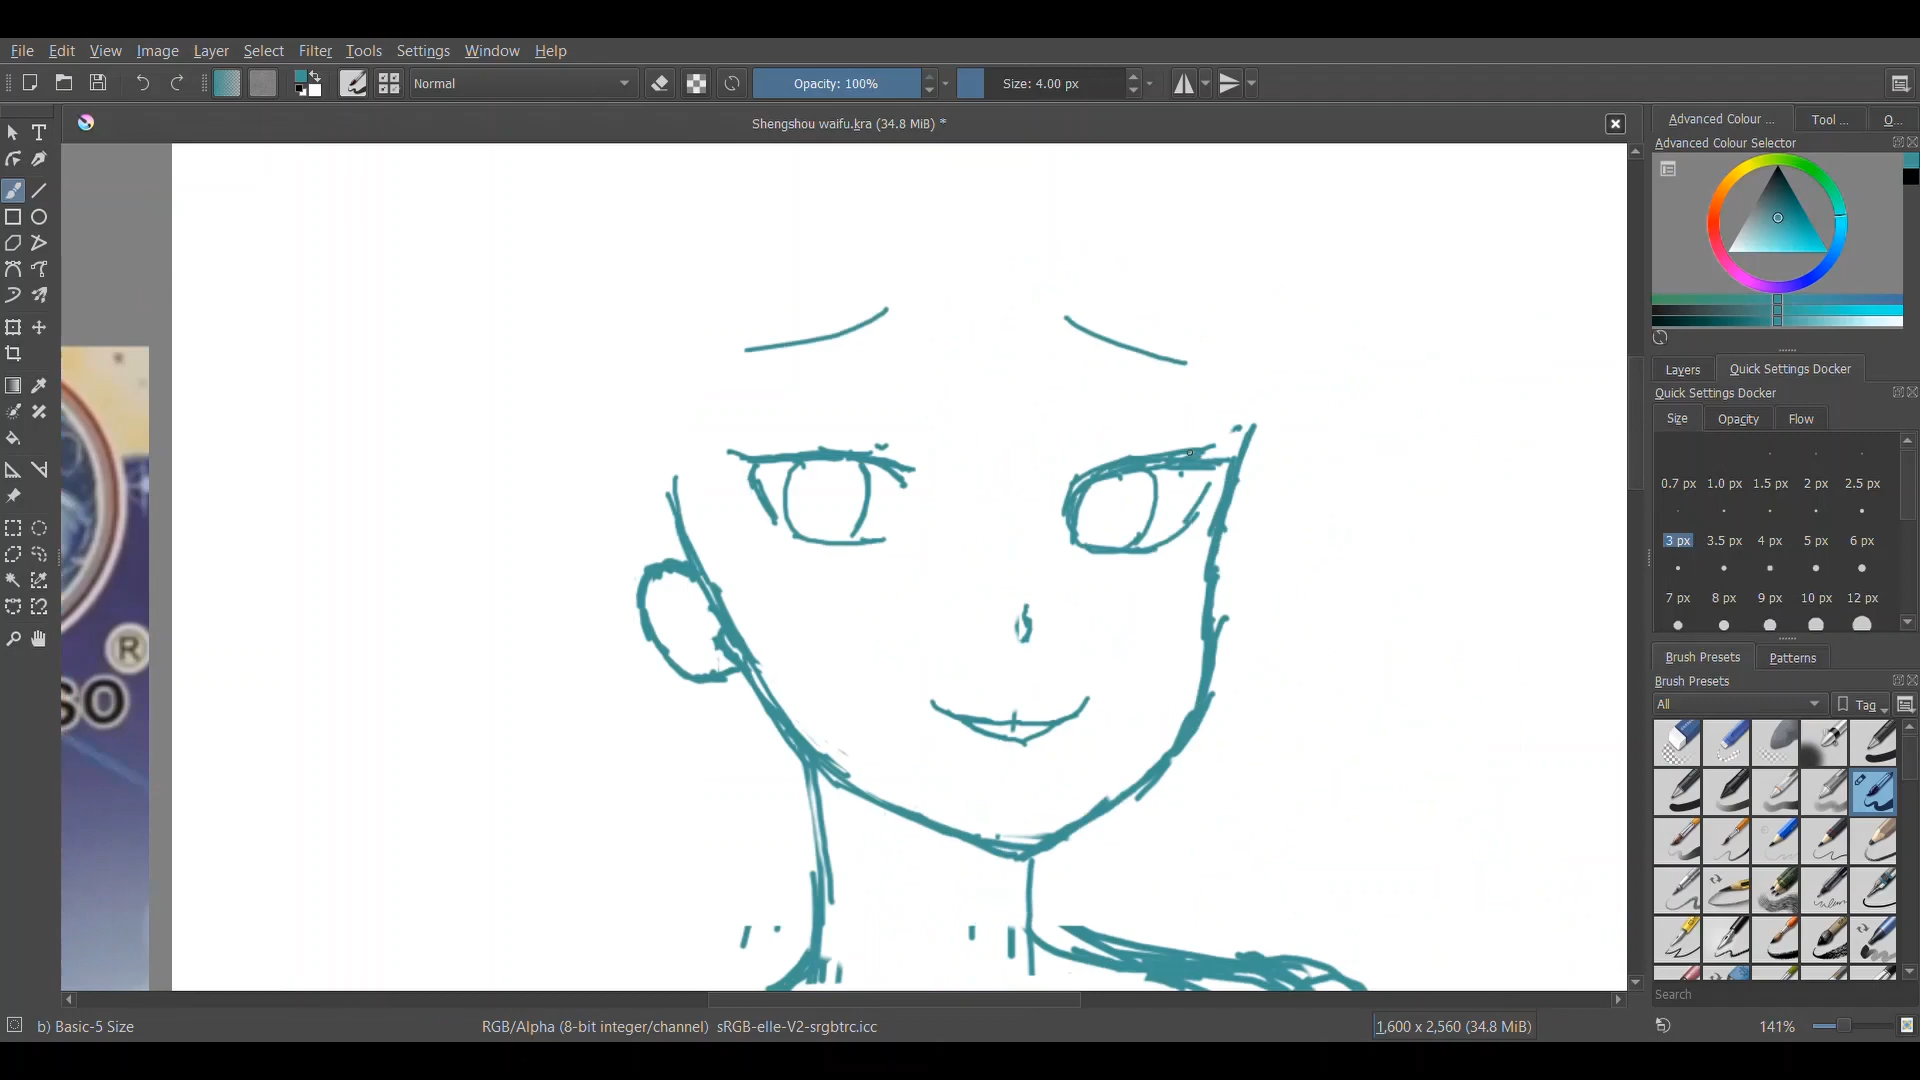 File Edit View Image Layer Select Filter Tools Settings Window Help
Normal Opacity: 100% Size: 4.00 px
Shengshou waifu.kra (34.8 MiB) *
Advanced Colour ... Tool ... O...
Advanced Colour Selector
Layers Quick Settings Docker
Quick Settings Docker
Size Opacity Flow
0.7 px 1.0 px 1.5 px 2 px 2.5 px
3 px 3.5 px 4 px 5 px 6 px
7 px 8 px 9 px 10 px 12 px
®
so
Brush Presets Patterns
Brush Presets
All Tag
Search
b) Basic-5 Size RGB/Alpha (8-bit integer/channel) sRGB-elle-V2-srgbtrc.icc 1,600 x 2,560 (34.8 MiB) 141%